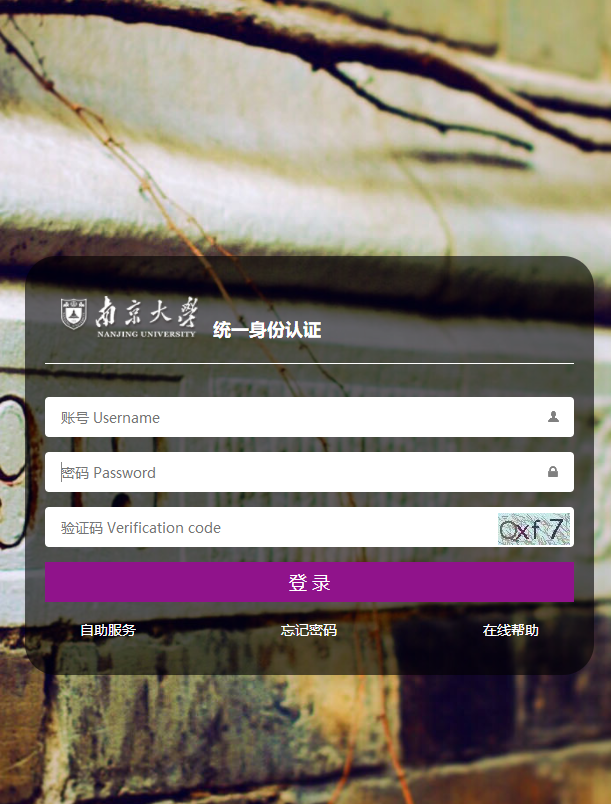 南京大学
NANJING UNIVERSITY
统一身份认证
账号 Username
密码 Password
验证码 Verification code
Oxf7
登 录
自助服务 忘记密码 在线帮助